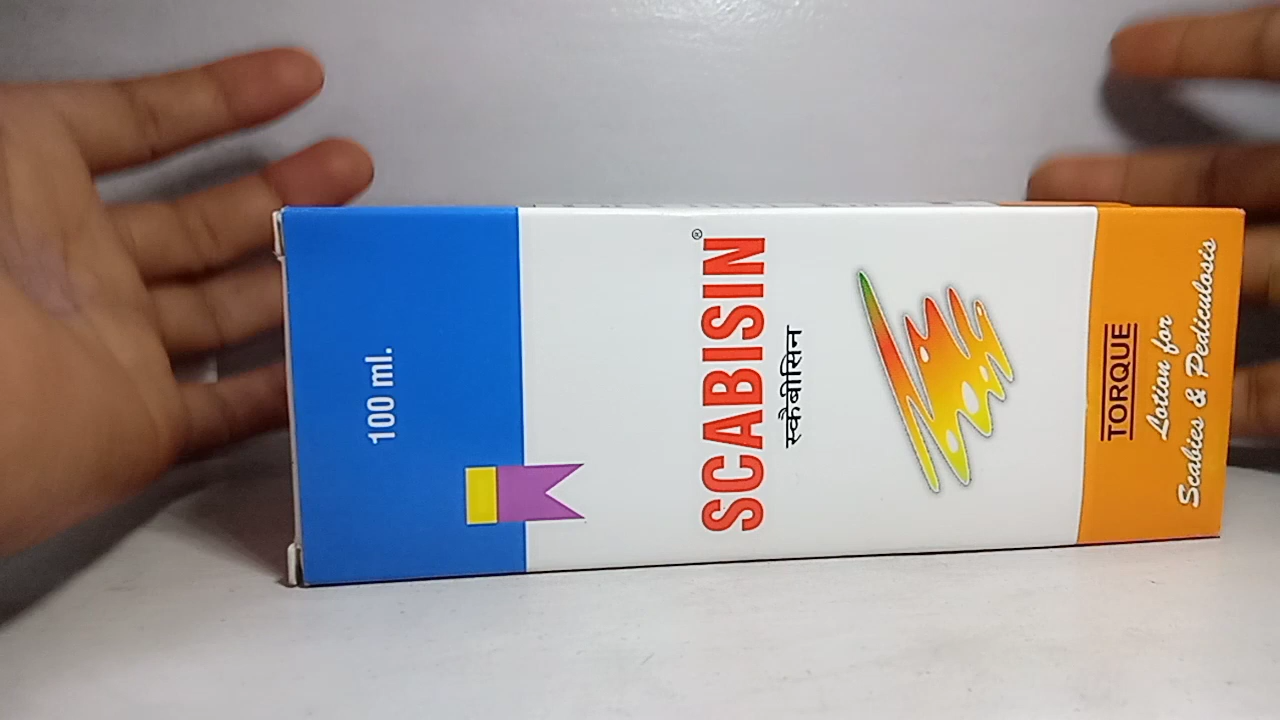 100 ml.
SCABISIN®
स्कैबीसिन
TORQUE
Lotion for
Scabies & Pediculosis